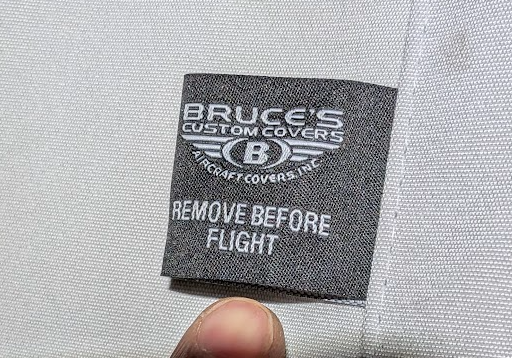 BRUCE'S
CUSTOM COVERS
B
AIRCRAFT COVERS, INC.
REMOVE BEFORE
FLIGHT